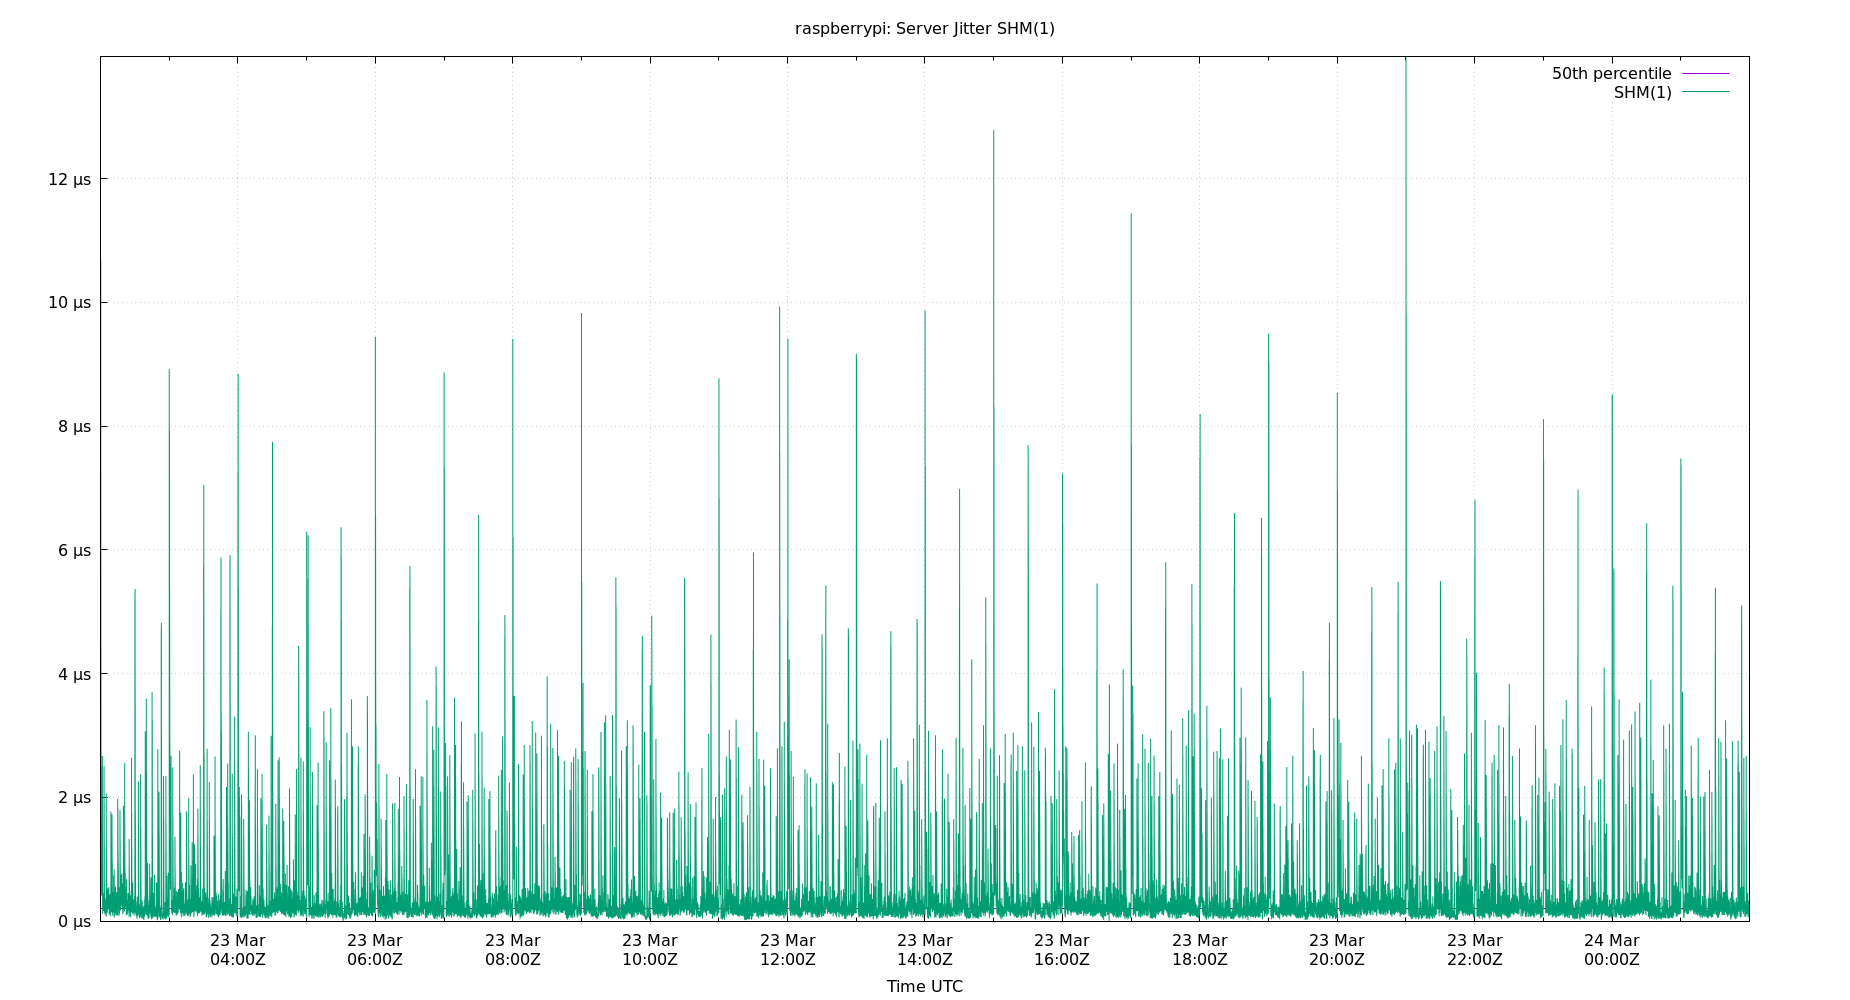 raspberrypi: Server Jitter SHM(1)
50th percentile
SHM(1)
12 µs
10 µs
8 µs
6 µs
4 µs
2 µs
0 µs
23 Mar 23 Mar 23 Mar 23 Mar 23 Mar 23 Mar 23 Mar 23 Mar 23 Mar 23 Mar 24 Mar
04:00Z 06:00Z 08:00Z 10:00Z 12:00Z 14:00Z 16:00Z 18:00Z 20:00Z 22:00Z 00:00Z
Time UTC